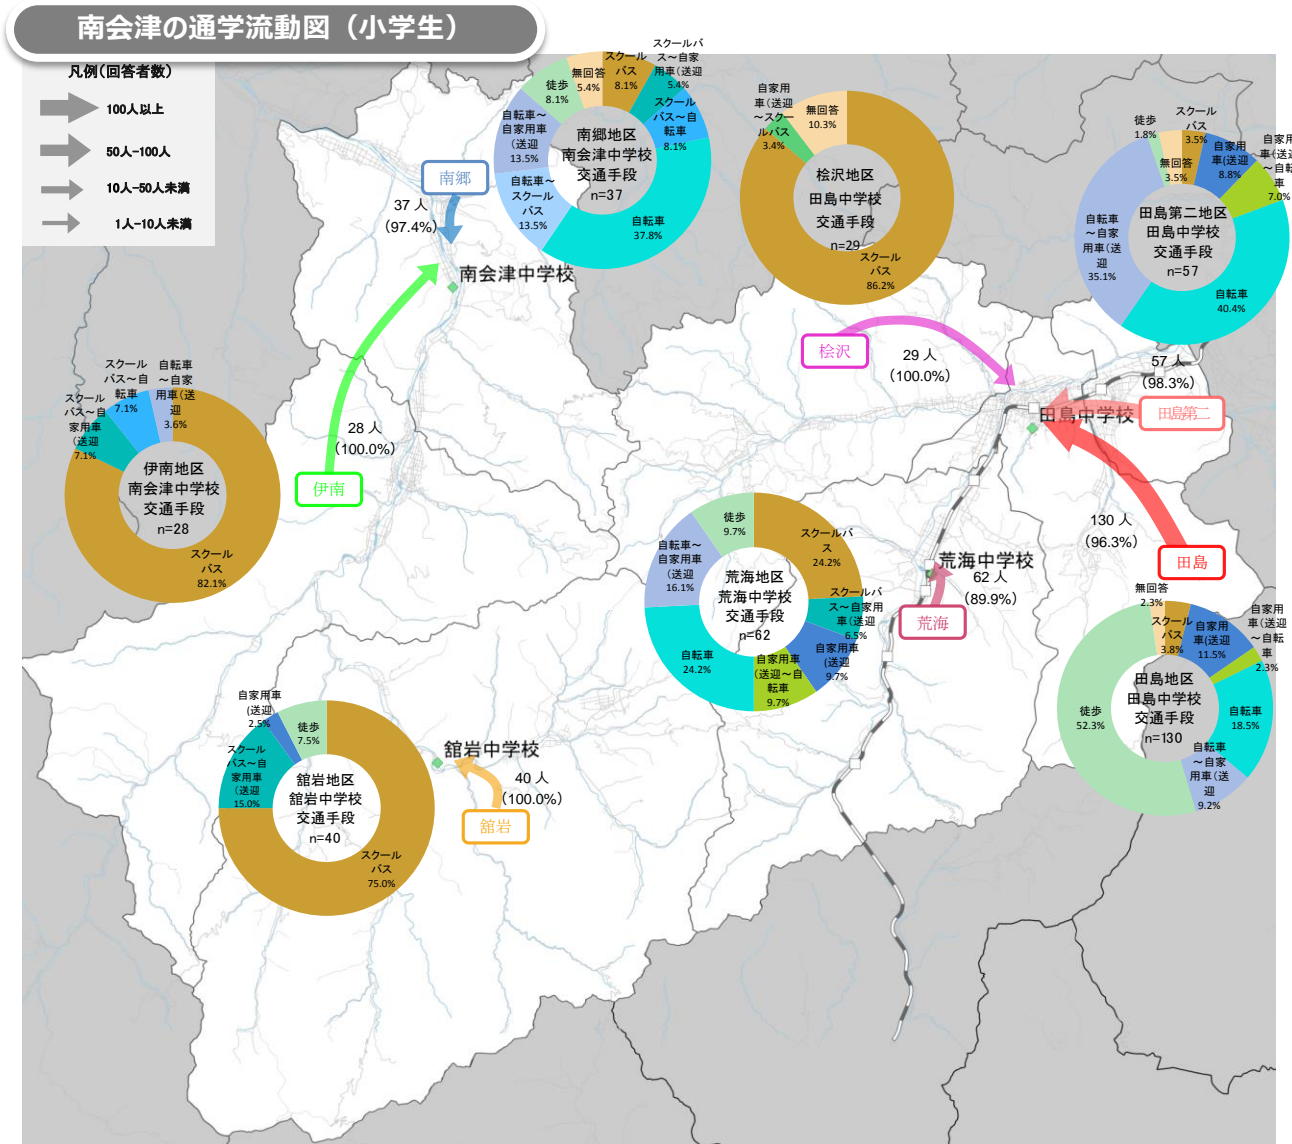 南会津の通学流動図（小学生）
凡例(回答者数)
100人以上
50人-100人
10人-50人未満
1人-10人未満
南郷
37 人
(97.4%)
南会津中学校
無回答
5.4%
スクール
バス
8.1%
スクールバ
ス～自家
用車(送迎
5.4%
スクール
バス～自
転車
8.1%
自転車
37.8%
自転車～
スクール
バス
13.5%
自転車～
自家用車
(送迎
13.5%
徒歩
8.1%
南郷地区
南会津中学校
交通手段
n=37
自家用
車(送迎
～スクー
ルバス
3.4%
無回答
10.3%
桧沢地区
田島中学校
交通手段
n=29
スクール
バス
86.2%
徒歩
1.8%
無回答
3.5%
スクール
バス
3.5%
自家用
車(送迎
8.8%
自家用
車(送迎
～自転
車
7.0%
自転車
40.4%
自転車
～自家
用車(送
迎
35.1%
田島第二地区
田島中学校
交通手段
n=57
桧沢
29 人
(100.0%)
57 人
(98.3%)
田島第二
田島中学校
130 人
(96.3%)
田島
伊南
28 人
(100.0%)
スクール
バス～自
家用車
(送迎
7.1%
スクール
バス～自
転車
7.1%
自転車
～自家
用車(送
迎
3.6%
伊南地区
南会津中学校
交通手段
n=28
スクール
バス
82.1%
徒歩
9.7%
スクールバ
ス
24.2%
スクールバ
ス～自家用
車(送迎
6.5%
自家用車
(送迎
9.7%
自家用車
(送迎～自
転車
9.7%
自転車
24.2%
自転車～
自家用車
(送迎
16.1%
荒海地区
荒海中学校
交通手段
n=62
荒海中学校
62 人
(89.9%)
荒海
無回答
2.3%
スクール
バス
3.8%
自家用
車(送迎
11.5%
自家用
車(送迎
～自転
車
2.3%
自転車
18.5%
自転車
～自家
用車(送
迎
9.2%
徒歩
52.3%
田島地区
田島中学校
交通手段
n=130
自家用車
(送迎
2.5%
徒歩
7.5%
スクール
バス～自
家用車
(送迎
15.0%
舘岩地区
舘岩中学校
交通手段
n=40
スクール
バス
75.0%
舘岩中学校
40 人
(100.0%)
舘岩